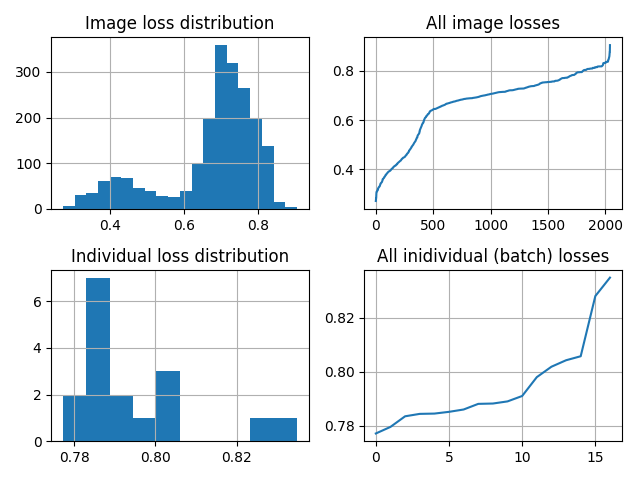 Image loss distribution
300
200
100
0
0.4 0.6 0.8
All image losses
0.8
0.6
0.4
0 500 1000 1500 2000
Individual loss distribution
6
4
2
0
0.78 0.80 0.82
All inidividual (batch) losses
0.82
0.80
0.78
0 5 10 15